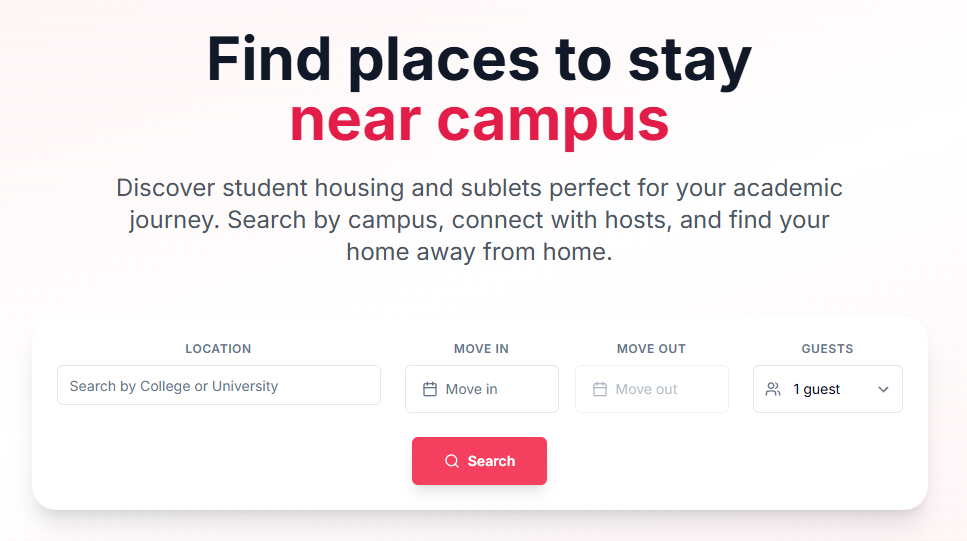 Find places to stay
near campus
Discover student housing and sublets perfect for your academic
journey. Search by campus, connect with hosts, and find your
home away from home.
LOCATION
MOVE IN
MOVE OUT
GUESTS
Search by College or University
Move in
Move out
1 guest
Search